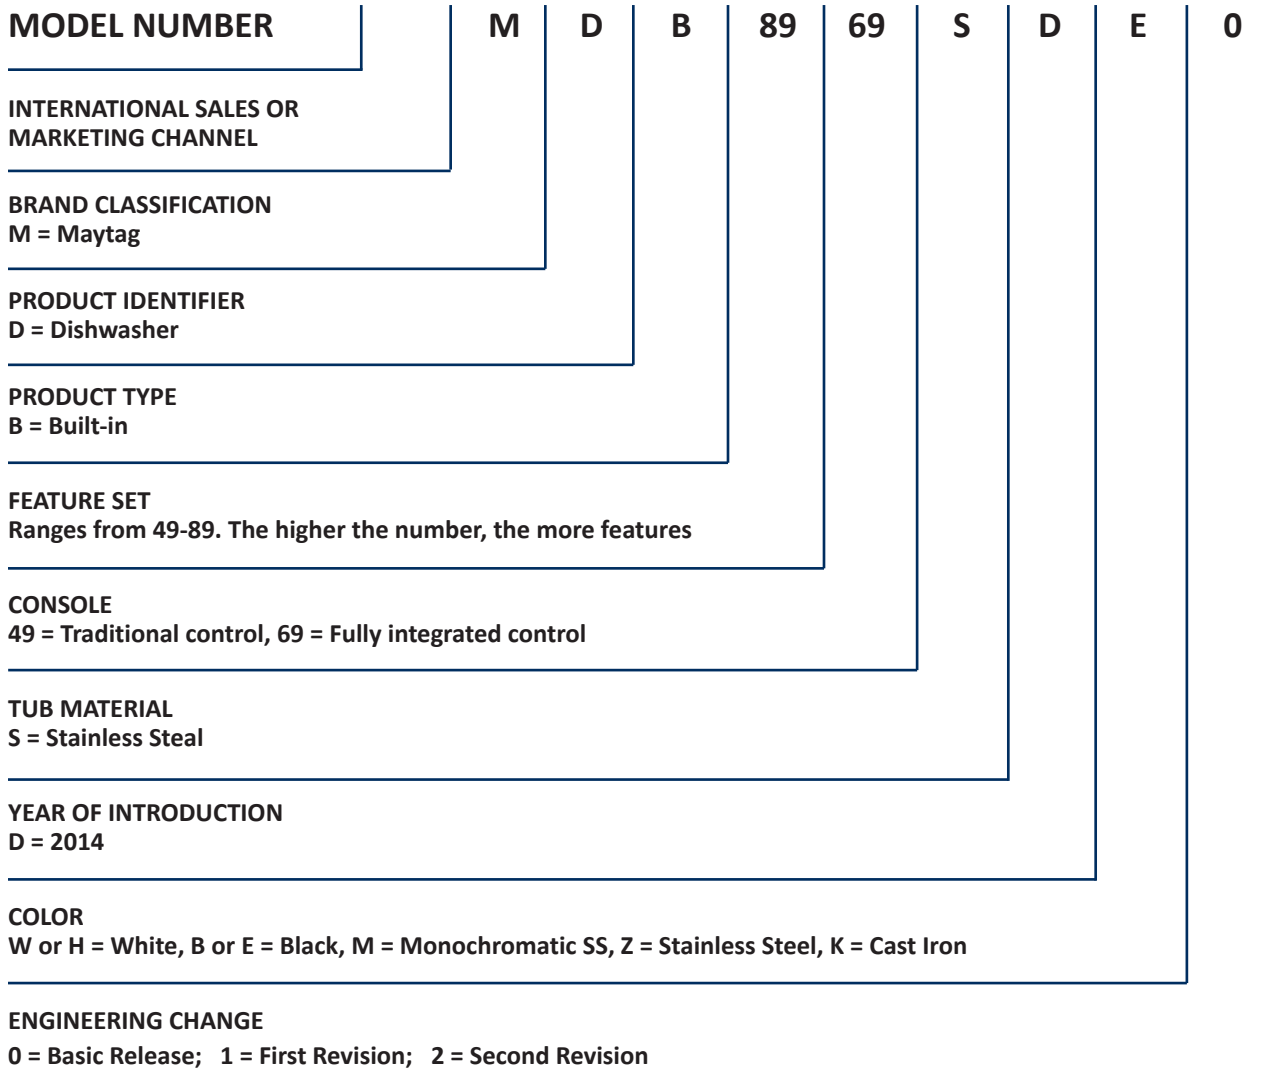 MODEL NUMBER M D B 89 69 S D E 0
INTERNATIONAL SALES OR
MARKETING CHANNEL
BRAND CLASSIFICATION
M = Maytag
PRODUCT IDENTIFIER
D = Dishwasher
PRODUCT TYPE
B = Built-in
FEATURE SET
Ranges from 49-89. The higher the number, the more features
CONSOLE
49 = Traditional control, 69 = Fully integrated control
TUB MATERIAL
S = Stainless Steal
YEAR OF INTRODUCTION
D = 2014
COLOR
W or H = White, B or E = Black, M = Monochromatic SS, Z = Stainless Steel, K = Cast Iron
ENGINEERING CHANGE
0 = Basic Release; 1 = First Revision; 2 = Second Revision